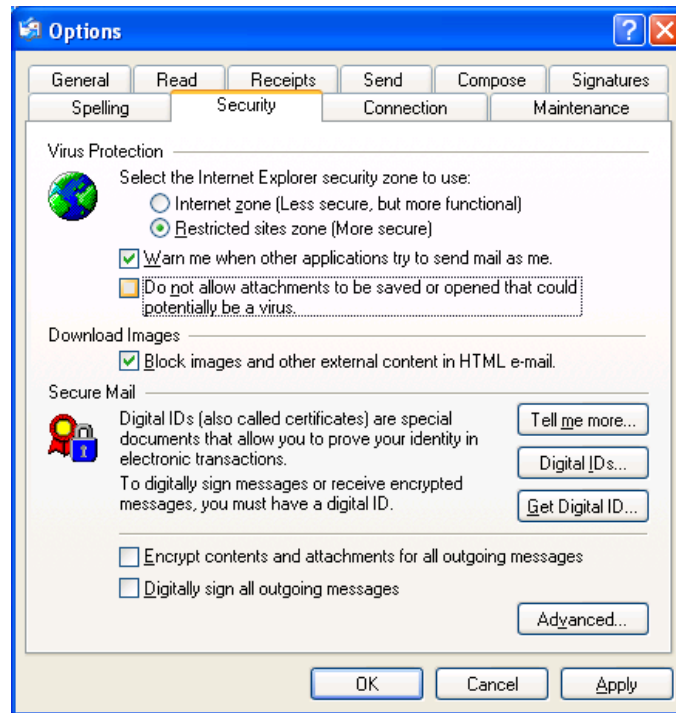 Options
General Read Receipts Send Compose Signatures
Spelling Security Connection Maintenance
Virus Protection
Select the Internet Explorer security zone to use:
Internet zone (Less secure, but more functional)
Restricted sites zone (More secure)
Warn me when other applications try to send mail as me.
Do not allow attachments to be saved or opened that could
potentially be a virus.
Download Images
Block images and other external content in HTML e-mail.
Secure Mail
Digital IDs (also called certificates) are special
documents that allow you to prove your identity in
electronic transactions.
Tell me more...
Digital IDs...
To digitally sign messages or receive encrypted
messages, you must have a digital ID.
Get Digital ID...
Encrypt contents and attachments for all outgoing messages
Digitally sign all outgoing messages
Advanced...
OK Cancel Apply